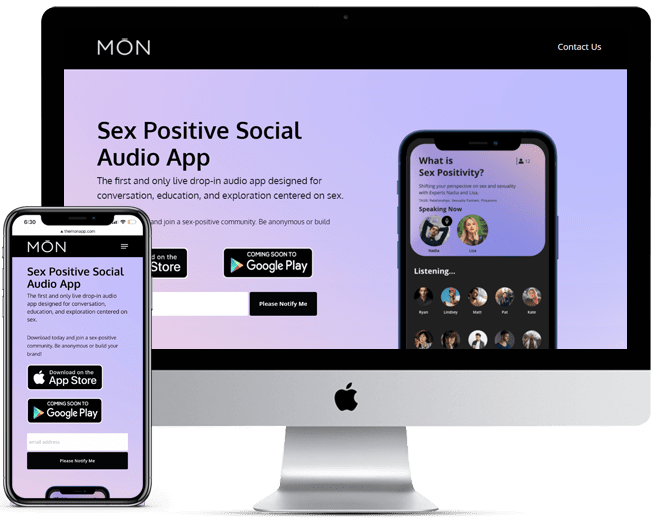 MŌN
Contact Us
Sex Positive Social
Audio App
The first and only live drop-in audio app designed for
conversation, education, and exploration centered on sex.
and join a sex-positive community. Be anonymous or build
on the
Store
COMING SOON TO
Google Play
Please Notify Me
What is
Sex Positivity?
12
Shifting your perspective on sex and sexuality
with Experts Nadia and Lisa.
Speaking Now
Nadia
Lisa
Listening...
Ryan
Lindsey
Matt
Pat
Kate
6:30
themonapp.com
MŌN
Sex Positive Social
Audio App
The first and only live drop-in audio
app designed for conversation,
education, and exploration centered on
sex.
Download today and join a sex-positive
community. Be anonymous or build your
brand!
Download on the
App Store
COMING SOON TO
Google Play
email address
Please Notify Me